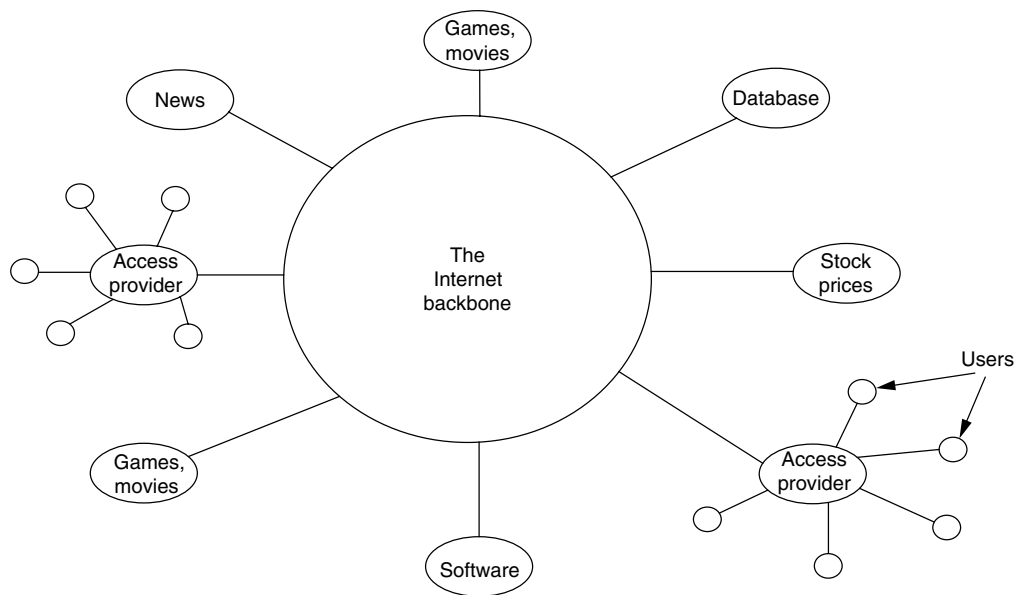 Games,
movies
News
Database
The
Internet
backbone
Access
provider
Stock
prices
Users
Games,
movies
Access
provider
Software